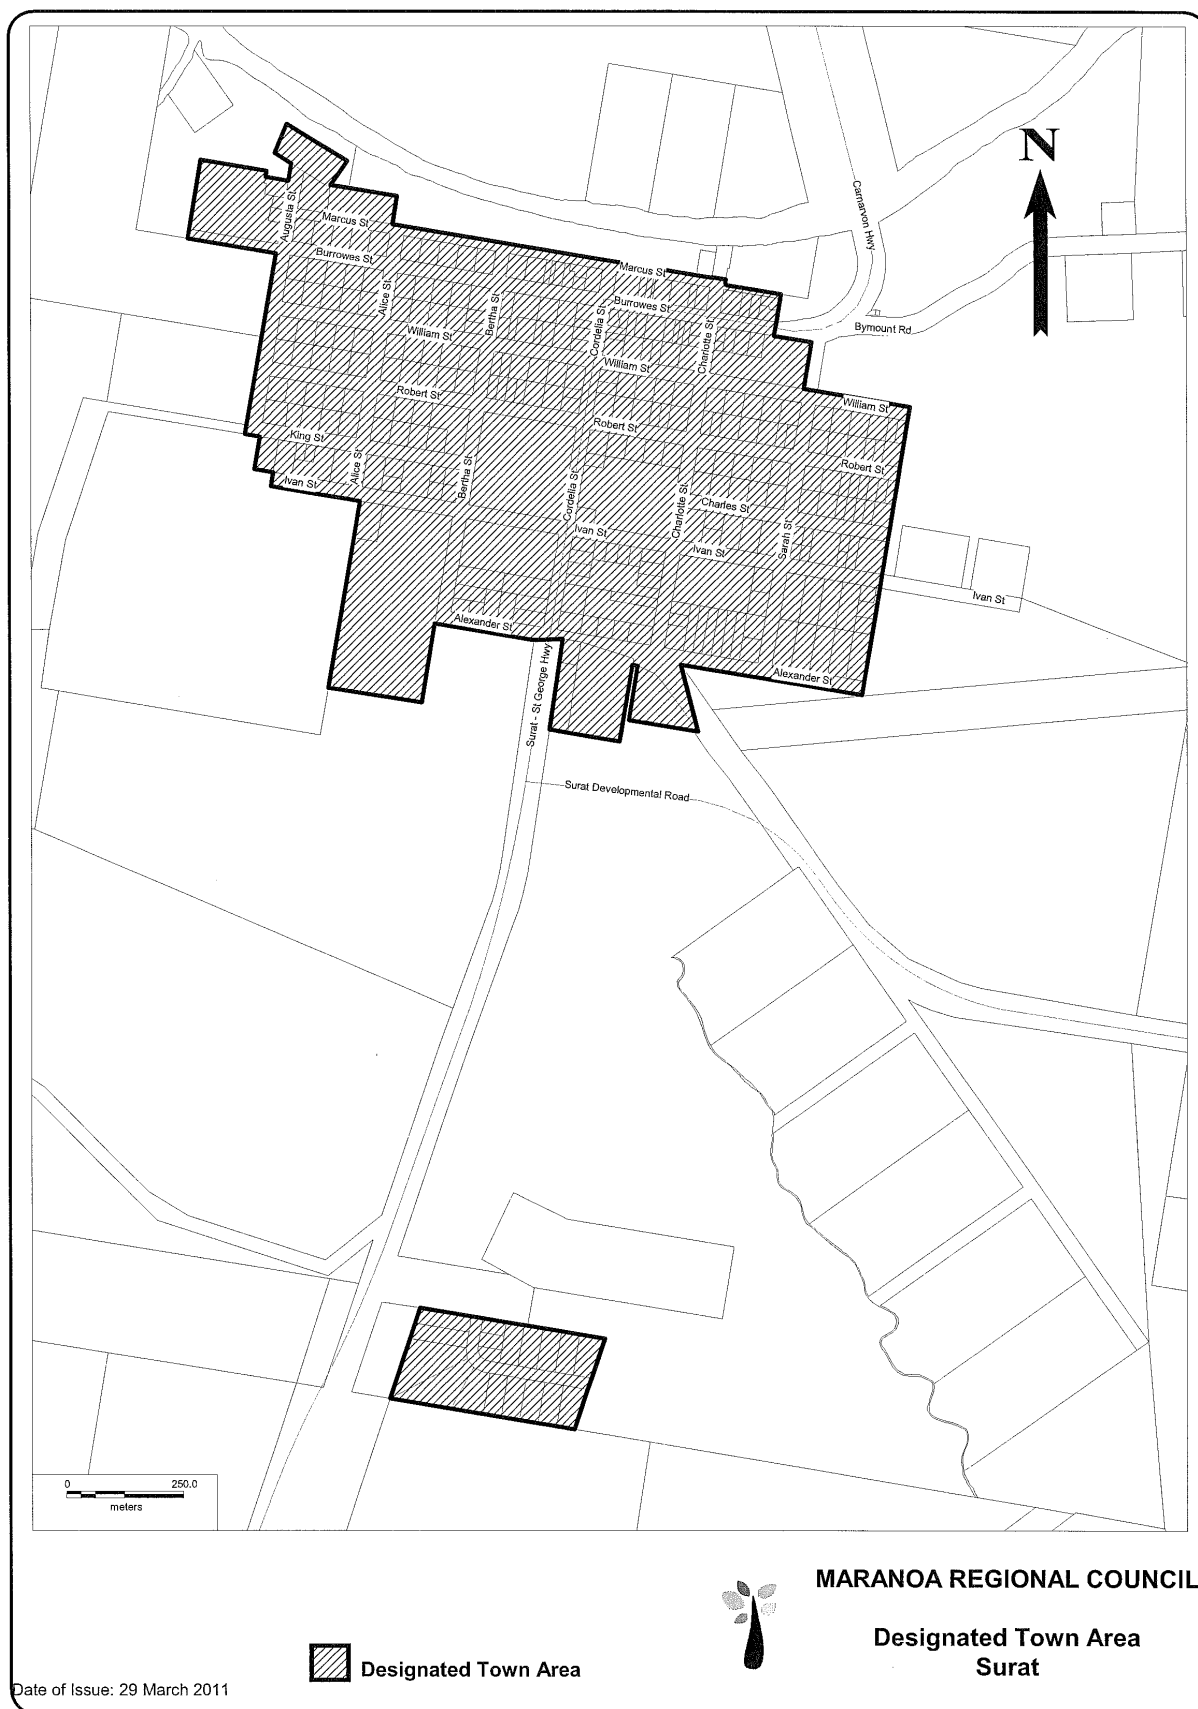 N
Carnarvon Hwy
Augusta St
Marcus St
Burrowes St
Alice St
Marcus St
Bertha St
Burrowes St
Cordelia St
Charlotte St
Bymount Rd
William St
William St
Robert St
William St
Robert St
King St
Alice St
Ivan St
Bertha St
Cordelia St
Charlotte St
Robert St
Charles St
Sarah St
Ivan St
Ivan St
Ivan St
Alexander St
Alexander St
Surat - St George Hwy
Surat Developmental Road
0 250.0
meters
MARANOA REGIONAL COUNCIL
Designated Town Area
Surat
Designated Town Area
Date of Issue: 29 March 2011